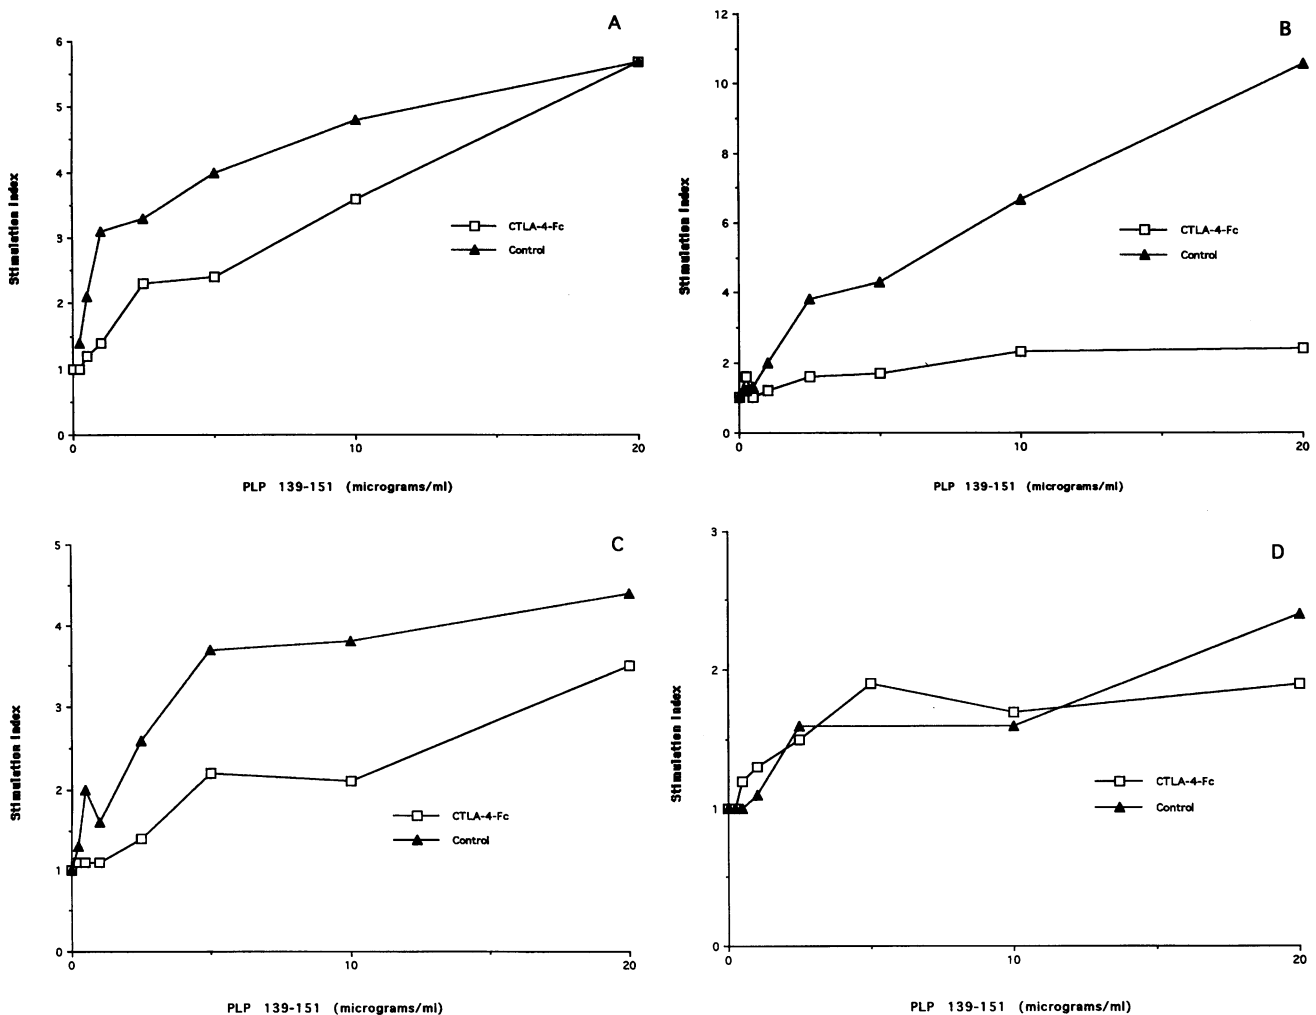 A
6
5
4
3
2
1
0
0 10 20
Stimulation Index
CTLA-4-Fc
Control
PLP 139-151 (micrograms/ml)
B
12
10
8
6
4
2
0
0 10 20
Stimulation Index
CTLA-4-Fc
Control
PLP 139-151 (micrograms/ml)
C
5
4
3
2
1
0
0 10 20
Stimulation Index
CTLA-4-Fc
Control
PLP 139-151 (micrograms/ml)
D
3
2
1
0
0 10 20
Stimulation Index
CTLA-4-Fc
Control
PLP 139-151 (micrograms/ml)